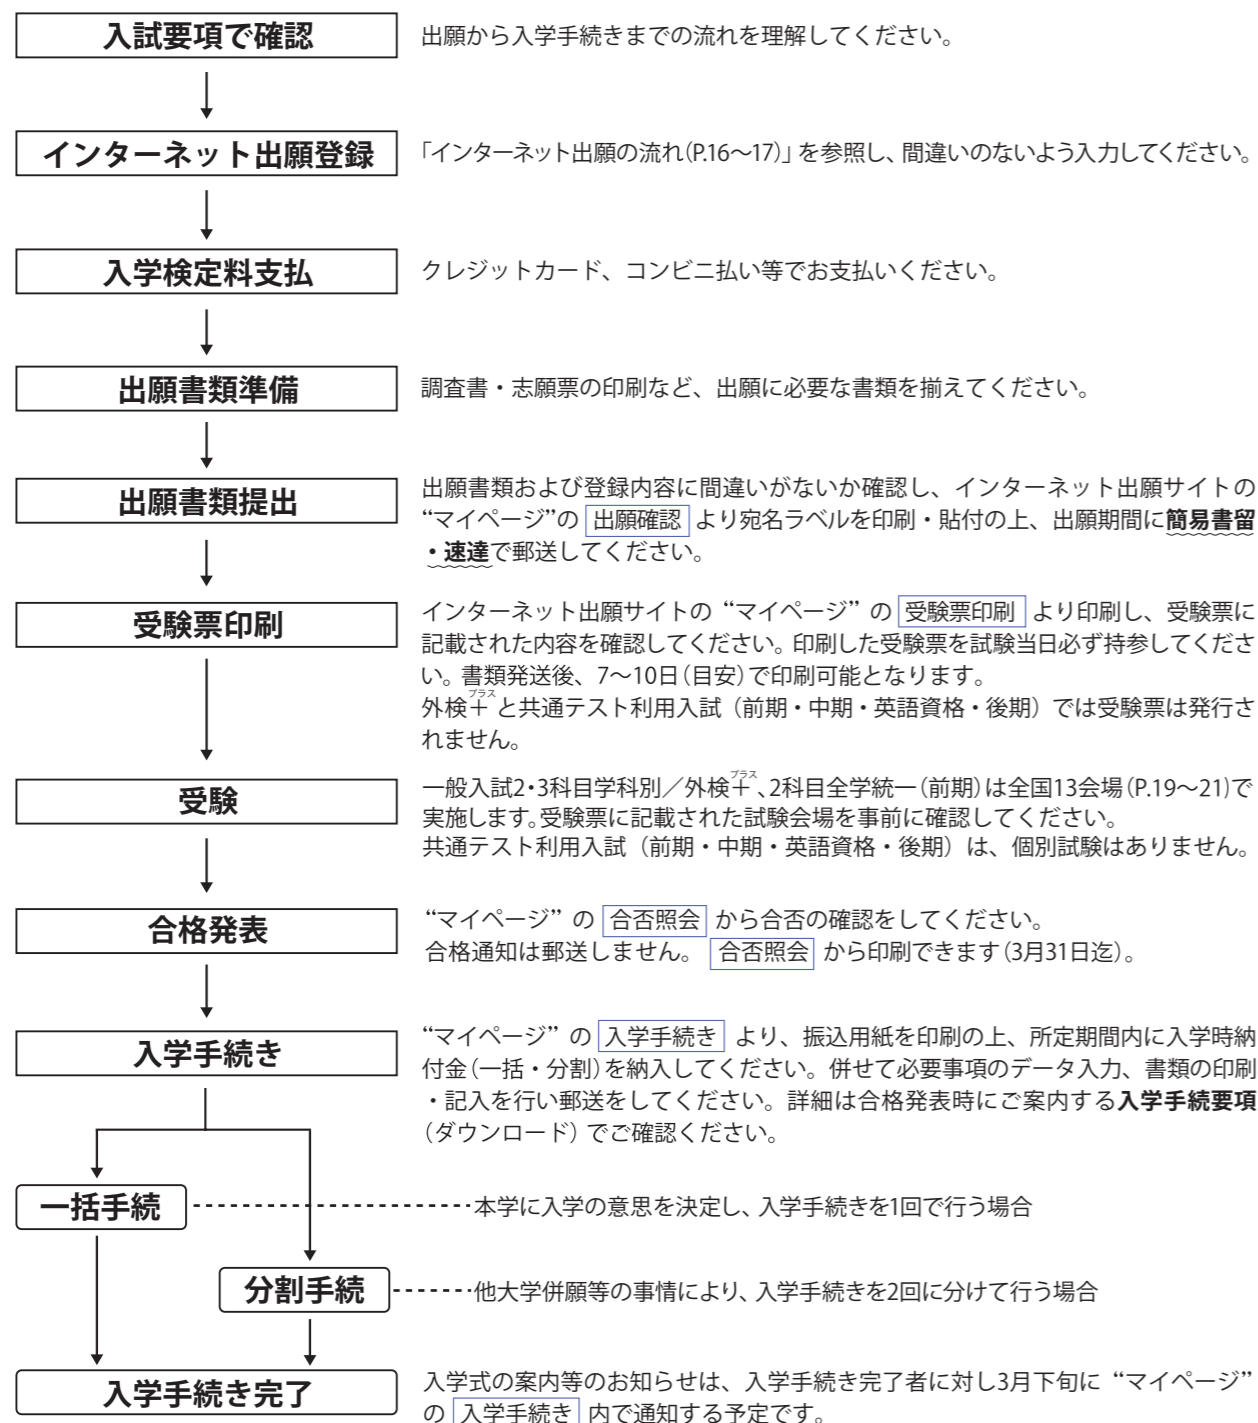 入試要項で確認
出願から入学手続きまでの流れを理解してください。
インターネット出願登録
「インターネット出願の流れ(P.16〜17)」を参照し、間違いのないよう入力してください。
入学検定料支払
クレジットカード、コンビニ払い等でお支払いください。
出願書類準備
調査書・志願票の印刷など、出願に必要な書類を揃えてください。
出願書類提出
出願書類および登録内容に間違いがないか確認し、インターネット出願サイトの
“マイページ”の 出願確認 より宛名ラベルを印刷・貼付の上、出願期間に簡易書留
・速達で郵送してください。
受験票印刷
インターネット出願サイトの “マイページ” の 受験票印刷 より印刷し、受験票に
記載された内容を確認してください。印刷した受験票を試験当日必ず持参してくださ
い。書類発送後、7〜10日(目安)で印刷可能となります。
プラス
外検+と共通テスト利用入試(前期・中期・英語資格・後期)では受験票は発行さ
れません。
受験
プラス
一般入試2・3科目学科別/外検+、2科目全学統一(前期)は全国13会場(P.19〜21)で
実施します。受験票に記載された試験会場を事前に確認してください。
共通テスト利用入試(前期・中期・英語資格・後期)は、個別試験はありません。
合格発表
“マイページ” の 合否照会 から合否の確認をしてください。
合格通知は郵送しません。 合否照会 から印刷できます(3月31日迄)。
入学手続き
“マイページ” の 入学手続き より、振込用紙を印刷の上、所定期間内に入学時納
付金(一括・分割)を納入してください。併せて必要事項のデータ入力、書類の印刷
・記入を行い郵送をしてください。詳細は合格発表時にご案内する入学手続要項
(ダウンロード)でご確認ください。
一括手続
本学に入学の意思を決定し、入学手続きを1回で行う場合
分割手続
他大学併願等の事情により、入学手続きを2回に分けて行う場合
入学手続き完了
入学式の案内等のお知らせは、入学手続き完了者に対し3月下旬に “マイページ”
の 入学手続き 内で通知する予定です。